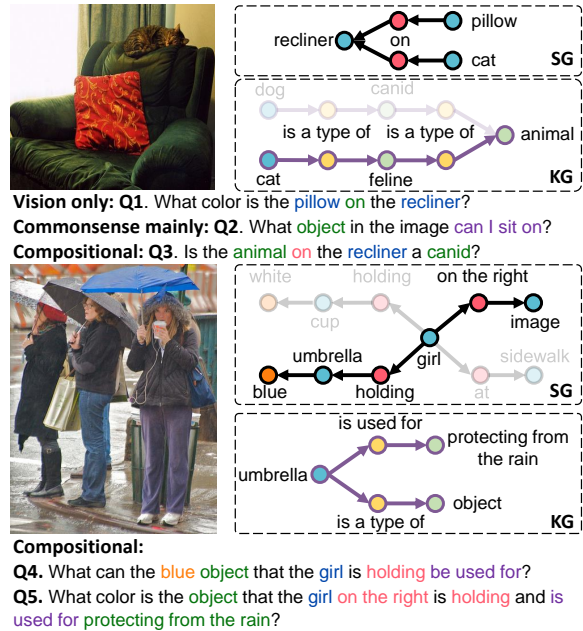 pillow
recliner
on
cat
SG
dog
canid
is a type of
is a type of
animal
cat
feline
KG
Vision only: Q1. What color is the pillow on the recliner?
Commonsense mainly: Q2. What object in the image can I sit on?
Compositional: Q3. Is the animal on the recliner a canid?
white
holding
on the right
cup
image
girl
umbrella
sidewalk
blue
holding
at
SG
is used for
protecting from
the rain
umbrella
object
is a type of
KG
Compositional:
Q4. What can the blue object that the girl is holding be used for?
Q5. What color is the object that the girl on the right is holding and is
used for protecting from the rain?